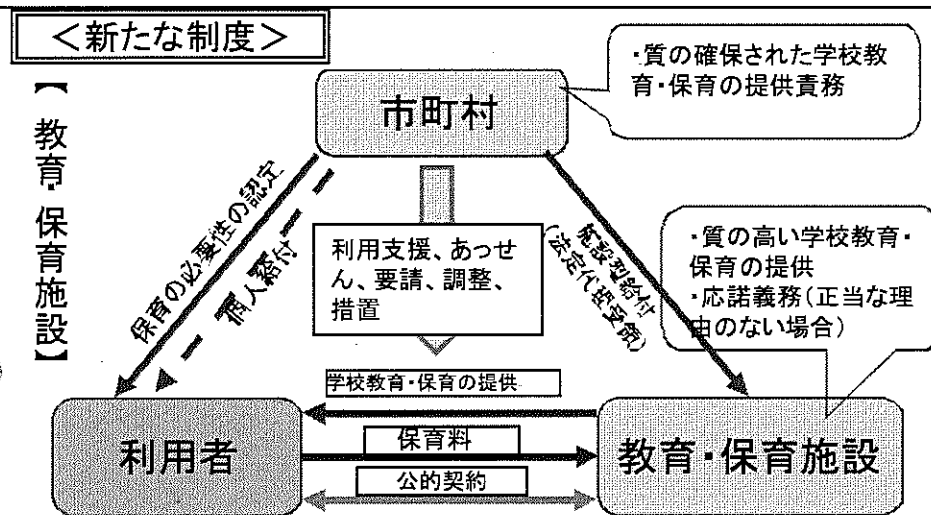 ＜新たな制度＞
【教育・保育施設】
市町村
・質の確保された学校教
育・保育の提供責務
保育の必要性の認定
個人給付
利用支援、あっせ
ん、要請、調整、
措置
施設型給付
(法定代理受領)
・質の高い学校教育・
保育の提供
・応諾義務(正当な理
由のない場合)
学校教育・保育の提供
利用者
保育料
公的契約
教育・保育施設